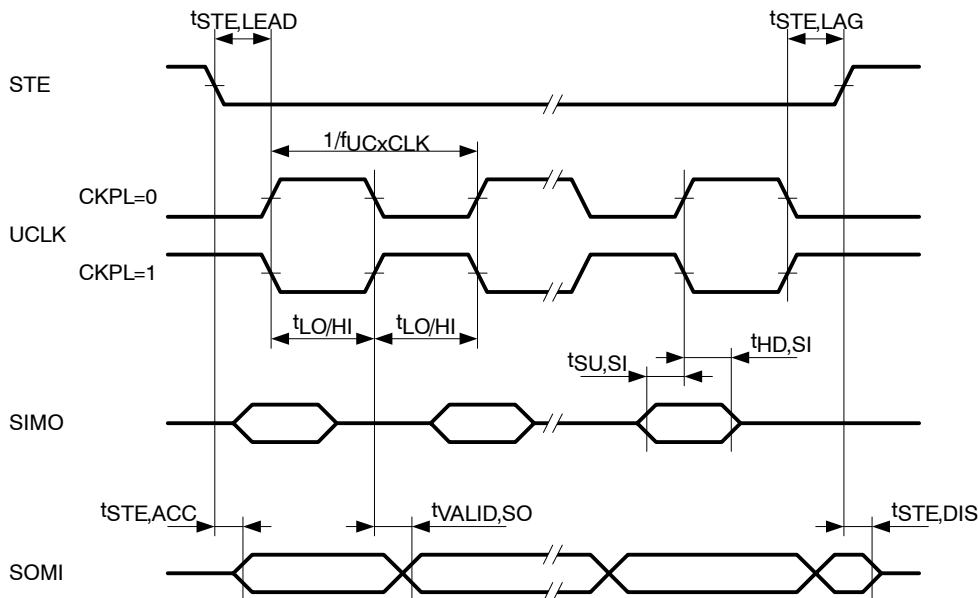 tSTE,LEAD
tSTE,LAG
STE
1/fUCxCLK
CKPL=0
UCLK
CKPL=1
tLO/HI
tLO/HI
tSU,SI
tHD,SI
SIMO
tSTE,ACC
tVALID,SO
tSTE,DIS
SOMI